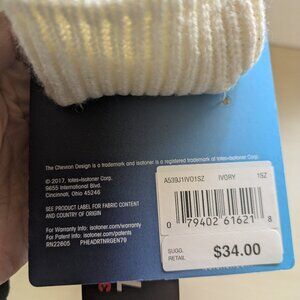 The Chevron Design is a trademark and isotoner is a registered trademark of totes»Isotoner Corp.
© 2017, totes»Isotoner Corp.
9655 International Blvd.
Cincinnati, Ohio 45246
SEE PRODUCT LABEL FOR FABRIC CONTENT
AND COUNTRY OF ORIGIN
For Warranty Info: isotoner.com/warranty
For Patent Info: isotoner.com/patents
RN22805 PHEADRTNRGEN79
A539J1IVO1SZ IVORY 1SZ
0 79402 61621 8
SUGG. RETAIL $34.00